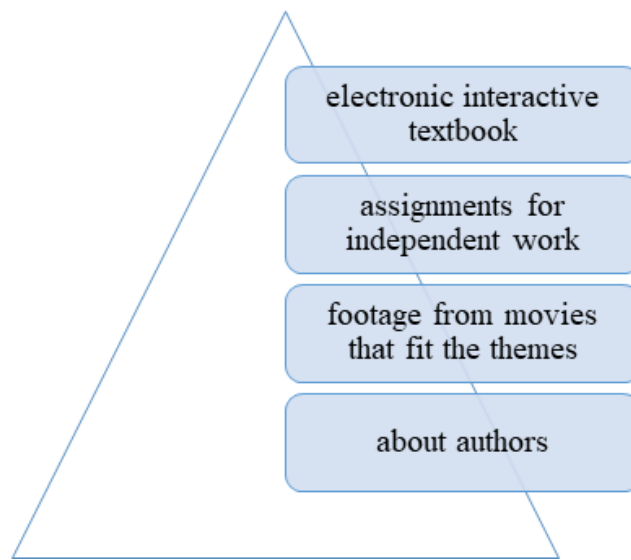 electronic interactive
textbook
assignments for
independent work
footage from movies
that fit the themes
about authors